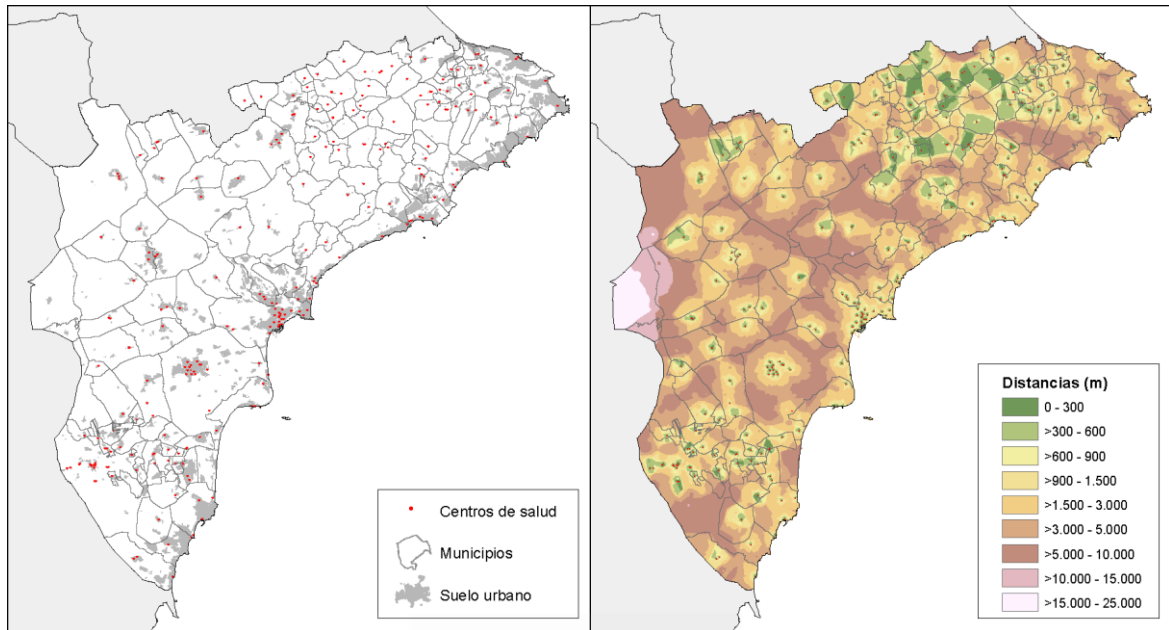 Centros de salud
Municipios
Suelo urbano
Distancias (m)
0 - 300
>300 - 600
>600 - 900
>900 - 1.500
>1.500 - 3.000
>3.000 - 5.000
>5.000 - 10.000
>10.000 - 15.000
>15.000 - 25.000